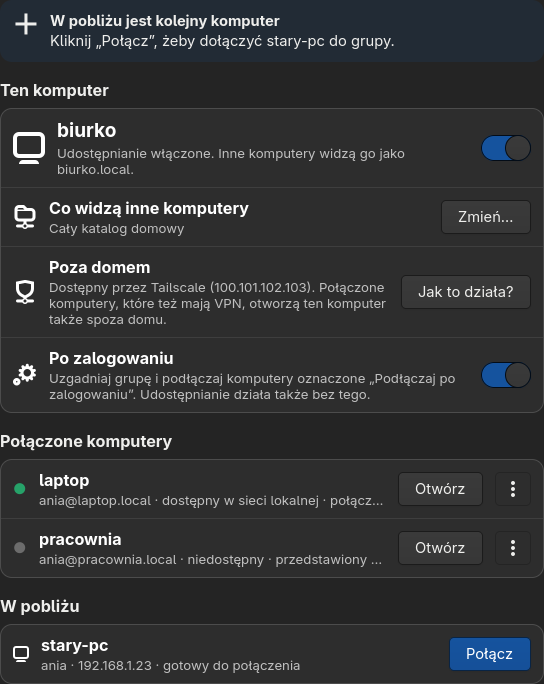 W pobliżu jest kolejny komputer
Kliknij „Połącz”, żeby dołączyć stary-pc do grupy.
Ten komputer
biurko
Udostępnianie włączone. Inne komputery widzą go jako
biurko.local.
Co widzą inne komputery
Cały katalog domowy
Zmień...
Poza domem
Dostępny przez Tailscale (100.101.102.103). Połączone
komputery, które też mają VPN, otworzą ten komputer
także spoza domu.
Jak to działa?
Po zalogowaniu
Uzgadniaj grupę i podłączaj komputery oznaczone „Podłączaj po
zalogowaniu”. Udostępnianie działa także bez tego.
Połączone komputery
laptop
ania@laptop.local · dostępny w sieci lokalnej · połącz...
Otwórz
pracownia
ania@pracownia.local · niedostępny · przedstawiony ...
Otwórz
W pobliżu
stary-pc
ania · 192.168.1.23 · gotowy do połączenia
Połącz